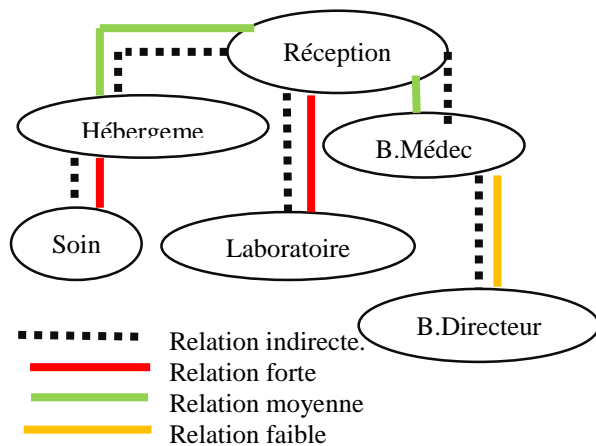 Réception
Hébergeme
B.Médec
Soin
Laboratoire
B.Directeur
Relation indirecte.
Relation forte
Relation moyenne
Relation faible